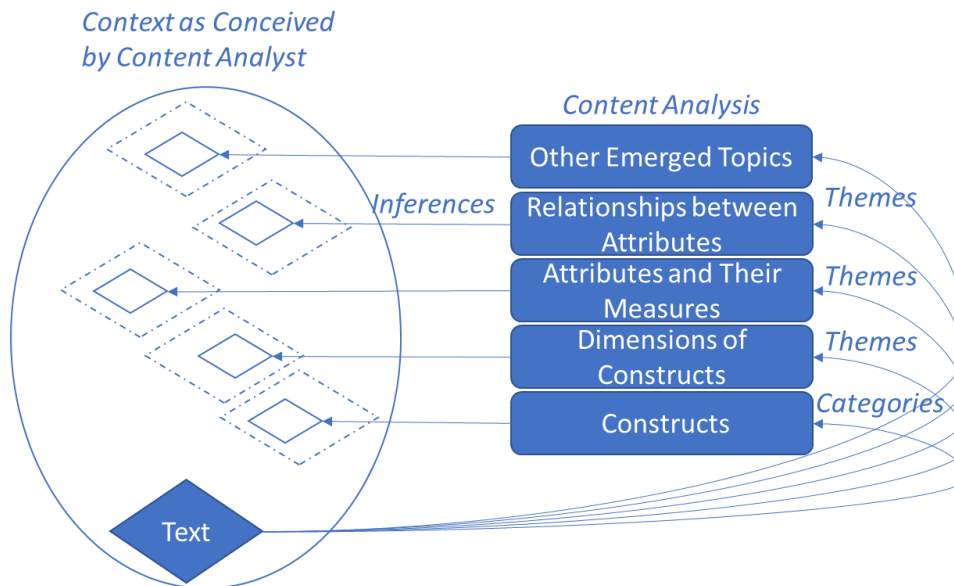 Context as Conceived
by Content Analyst
Content Analysis
Other Emerged Topics
Inferences
Relationships between
Attributes
Themes
Attributes and Their
Measures
Themes
Dimensions
of Constructs
Themes
Constructs
Categories
Text